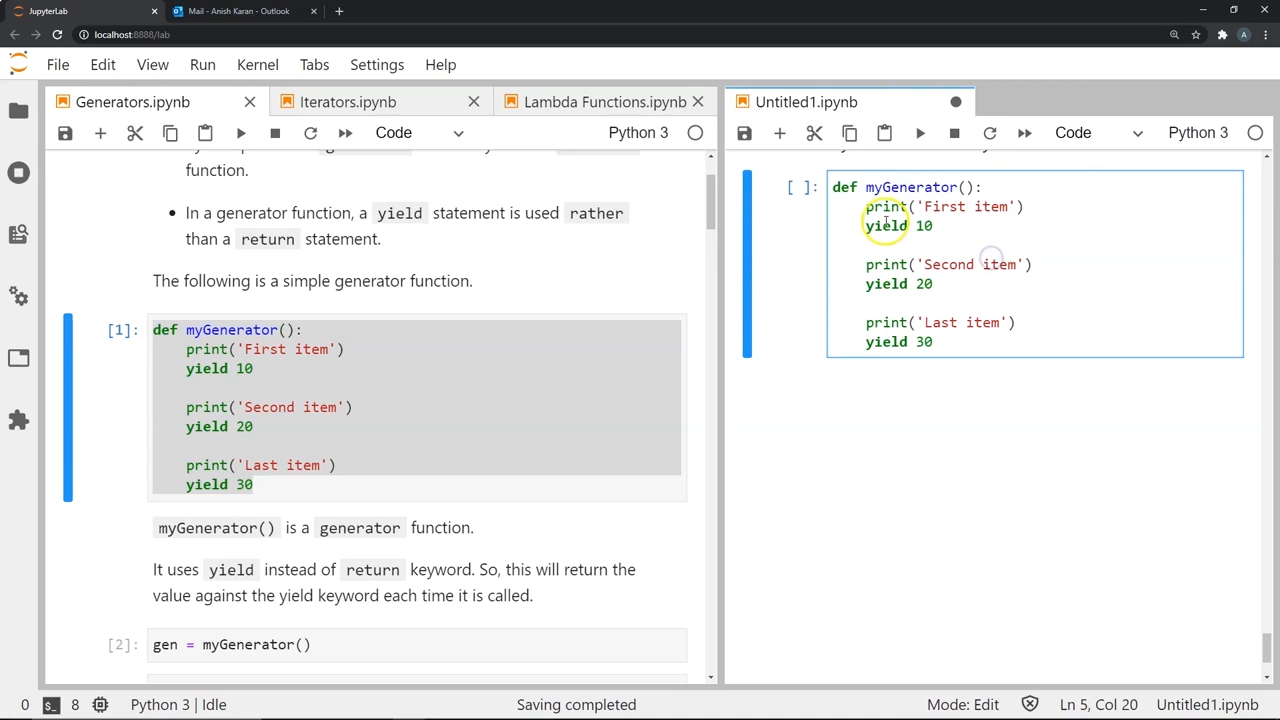 JupyterLab
Mail - Anish Karan - Outlook
localhost:8888/lab
A
File Edit View Run Kernel Tabs Settings Help
Generators.ipynb
Iterators.ipynb
Lambda Functions.ipynb
Code
Python 3
function.
In a generator function, a yield statement is used rather
than a return statement.
The following is a simple generator function.
[1]:
def myGenerator():
print('First item')
yield 10
print('Second item')
yield 20
print('Last item')
yield 30
myGenerator() is a generator function.
It uses yield instead of return keyword. So, this will return the
value against the yield keyword each time it is called.
[2]:
gen = myGenerator()
Untitled1.ipynb
Code
Python 3
[ ]:
def myGenerator():
print('First item')
yield 10
print('Second item')
yield 20
print('Last item')
yield 30
0 $_ 8 Python 3 | Idle Saving completed Mode: Edit Ln 5, Col 20 Untitled1.ipynb